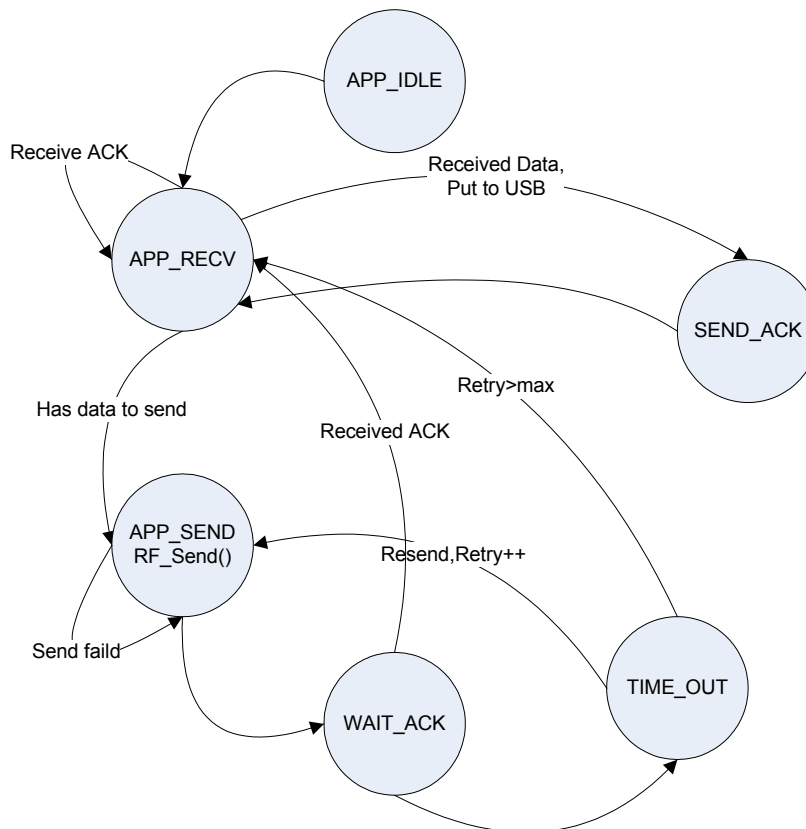 APP_IDLE
Receive ACK
Received Data,
Put to USB
APP_RECV
SEND_ACK
Retry>max
Has data to send
Received ACK
APP_SEND
RF_Send()
Resend,Retry++
Send faild
TIME_OUT
WAIT_ACK